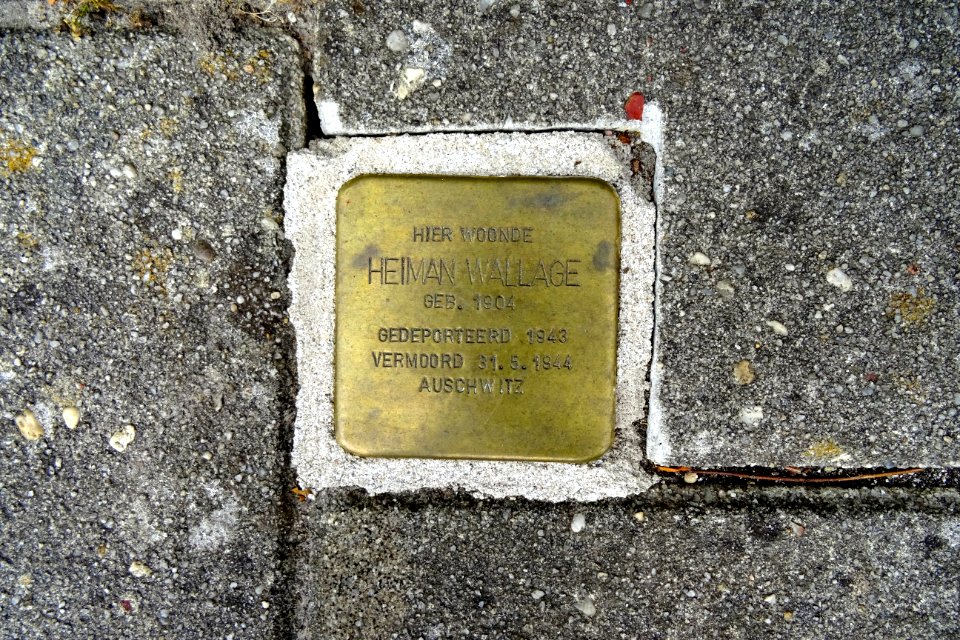 HIER WOONDE
HEIMAN WALLAGE
GEB. 1904
GEDEPORTEERD 1943
VERMOORD 31.5.1944
AUSCHWITZ